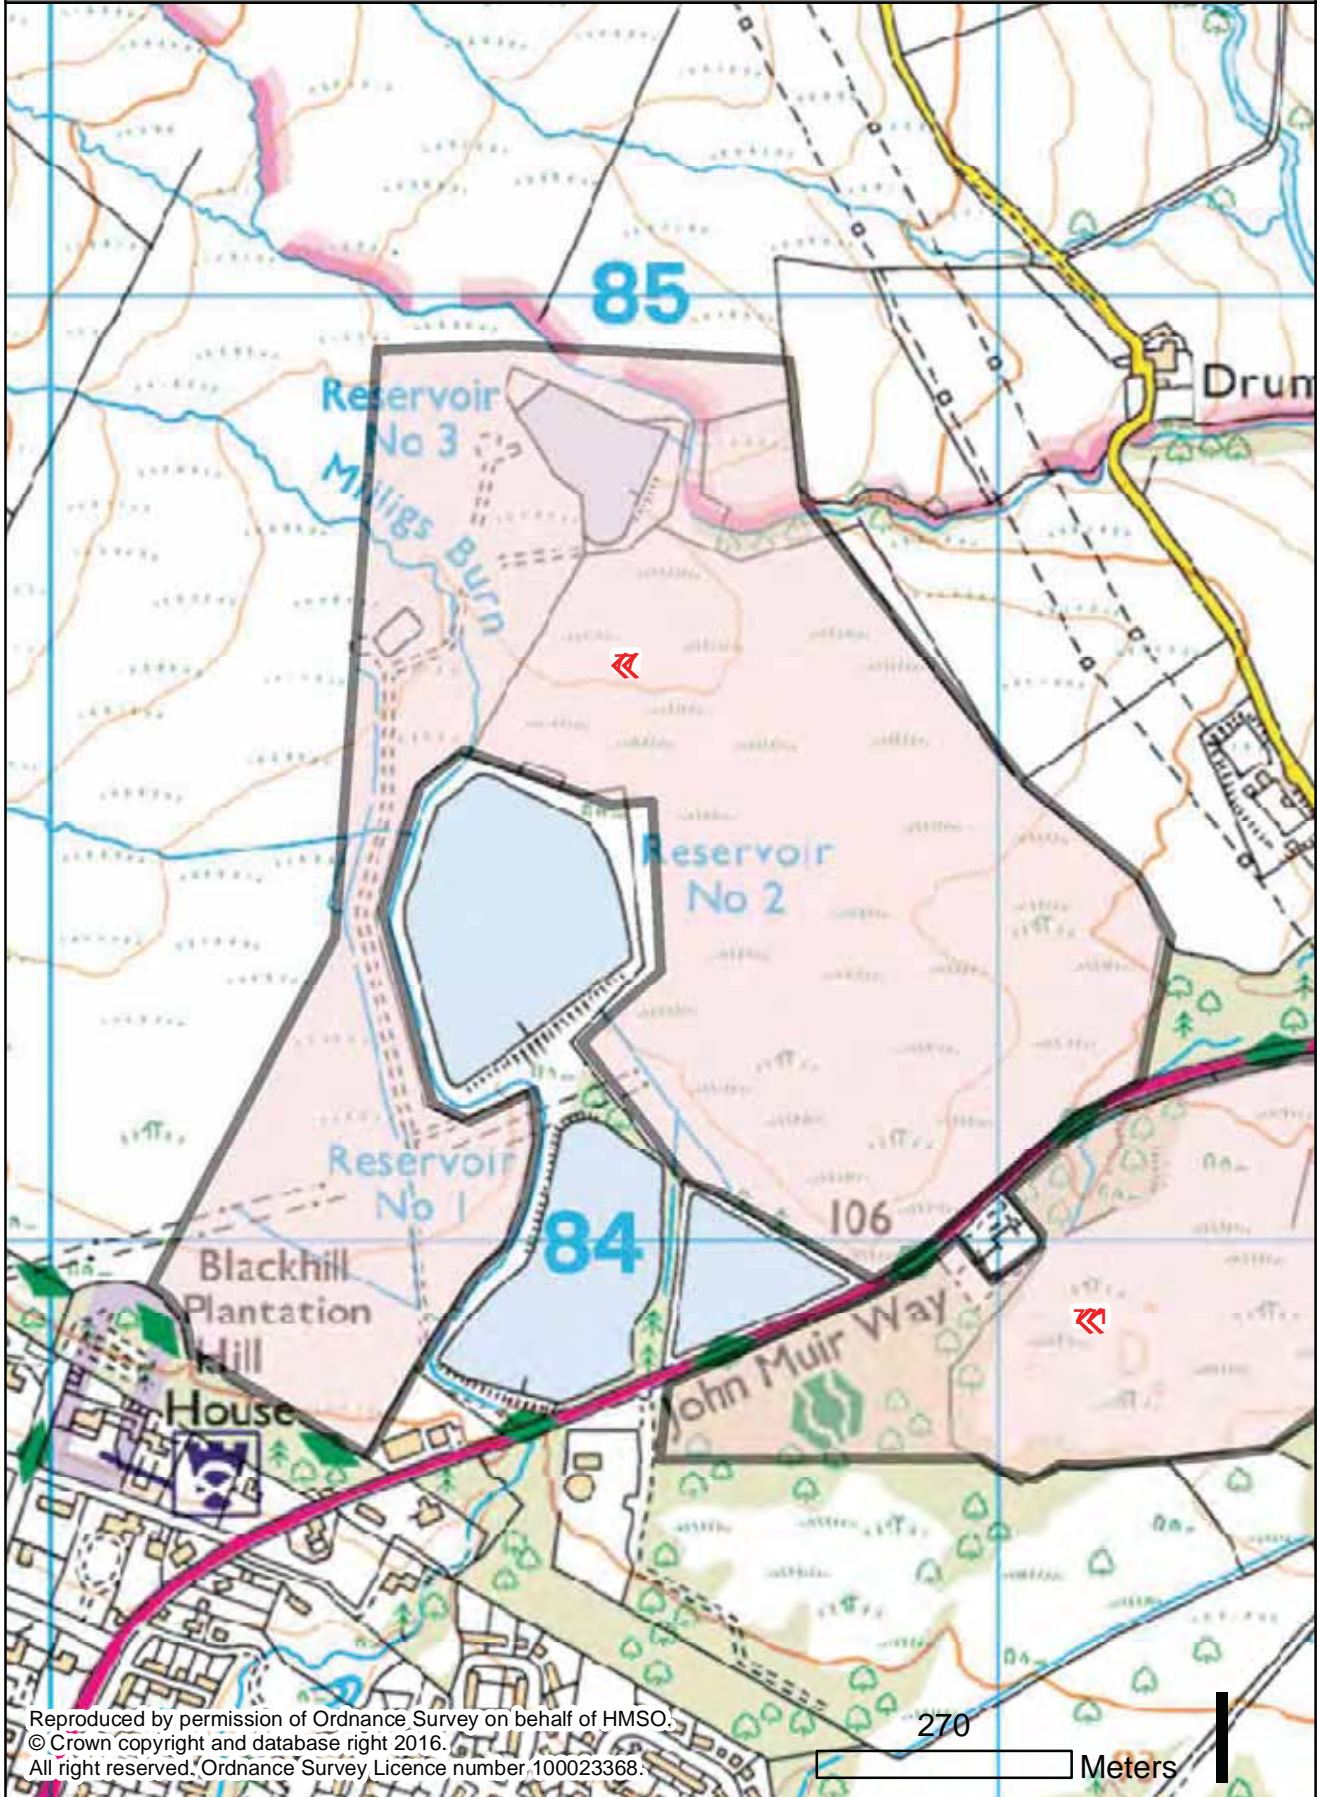 85
Drum
Reservoir
No 3
Milligs Burn
Reservoir
No 2
Reservoir
No 1
84
106
Blackhill
Plantation
Hill
House
John Muir Way
Reproduced by permission of Ordnance Survey on behalf of HMSO.
© Crown copyright and database right 2016.
All right reserved. Ordnance Survey Licence number 100023368.
270
Meters